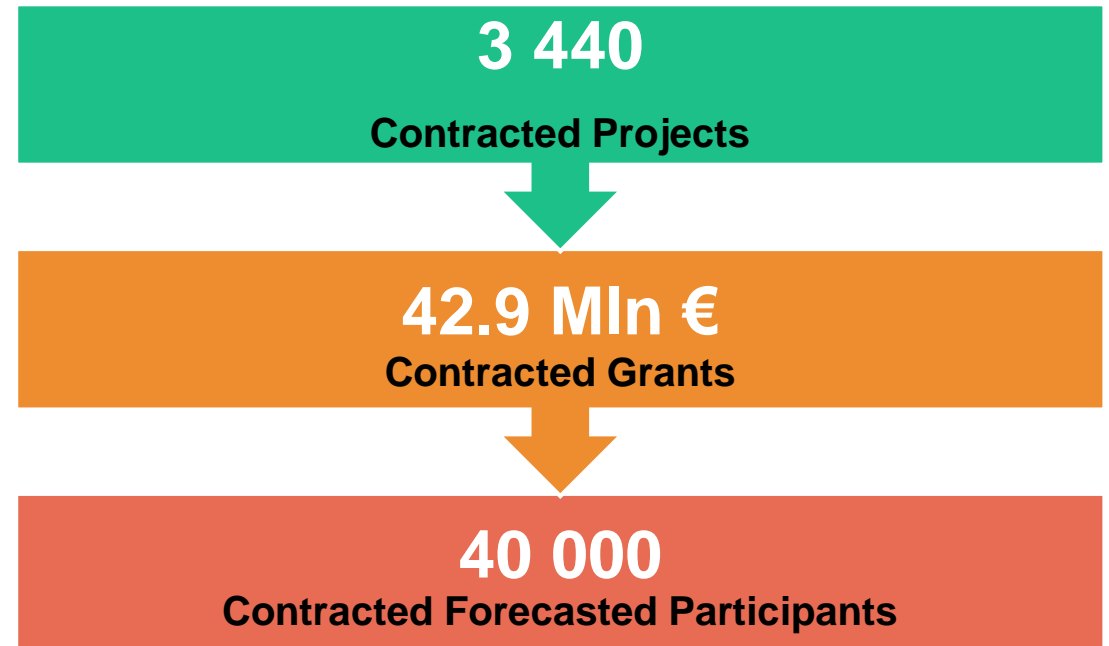 3 440
Contracted Projects
42.9 Mln €
Contracted Grants
40 000
Contracted Forecasted Participants